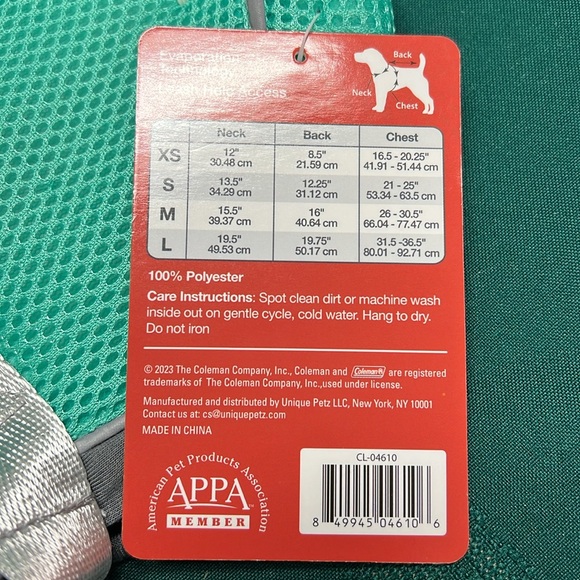 Evaporation
Technology
Leash Hole Access
Back
Neck
Chest
Neck Back Chest
XS 12" 8.5" 16.5 - 20.25"
30.48 cm 21.59 cm 41.91 - 51.44 cm
S 13.5" 12.25" 21 - 25"
34.29 cm 31.12 cm 53.34 - 63.5 cm
M 15.5" 16" 26 - 30.5"
39.37 cm 40.64 cm 66.04 - 77.47 cm
L 19.5" 19.75" 31.5 -36.5"
49.53 cm 50.17 cm 80.01 - 92.71 cm
100% Polyester
Care Instructions: Spot clean dirt or machine wash
inside out on gentle cycle, cold water. Hang to dry.
Do not iron
© 2023 The Coleman Company, Inc., Coleman and Coleman® are registered
trademarks of The Coleman Company, Inc.,used under license.
Manufactured and distributed by Unique Petz LLC, New York, NY 10001
Contact us at: cs@uniquepetz.com
MADE IN CHINA
American Pet Products Association
APPA
MEMBER
CL-04610
8 49945 04610 6